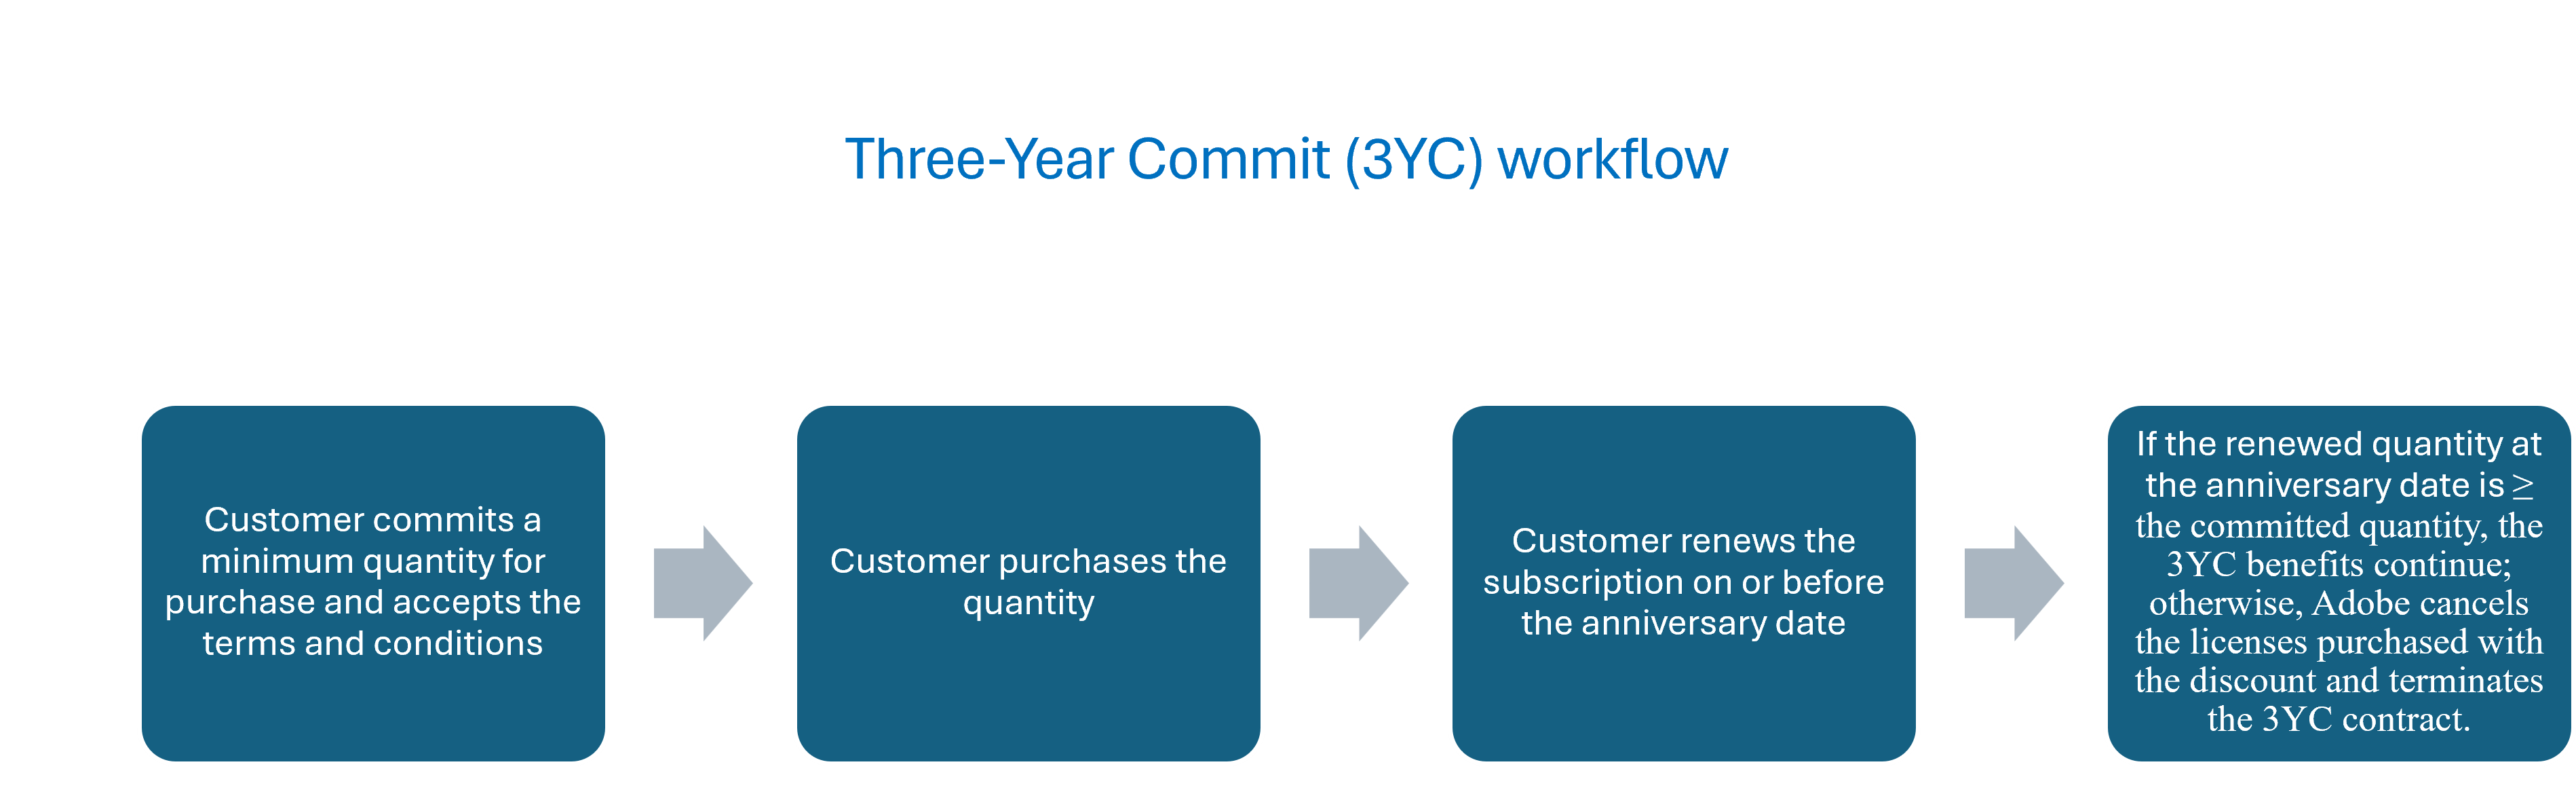 Three-Year Commit (3YC) workflow
Customer commits a
minimum quantity for
purchase and accepts the
terms and conditions
Customer purchases the
quantity
Customer renews the
subscription on or before
the anniversary date
If the renewed quantity at
the anniversary date is ≥
the committed quantity, the
3YC benefits continue;
otherwise, Adobe cancels
the licenses purchased with
the discount and terminates
the 3YC contract.